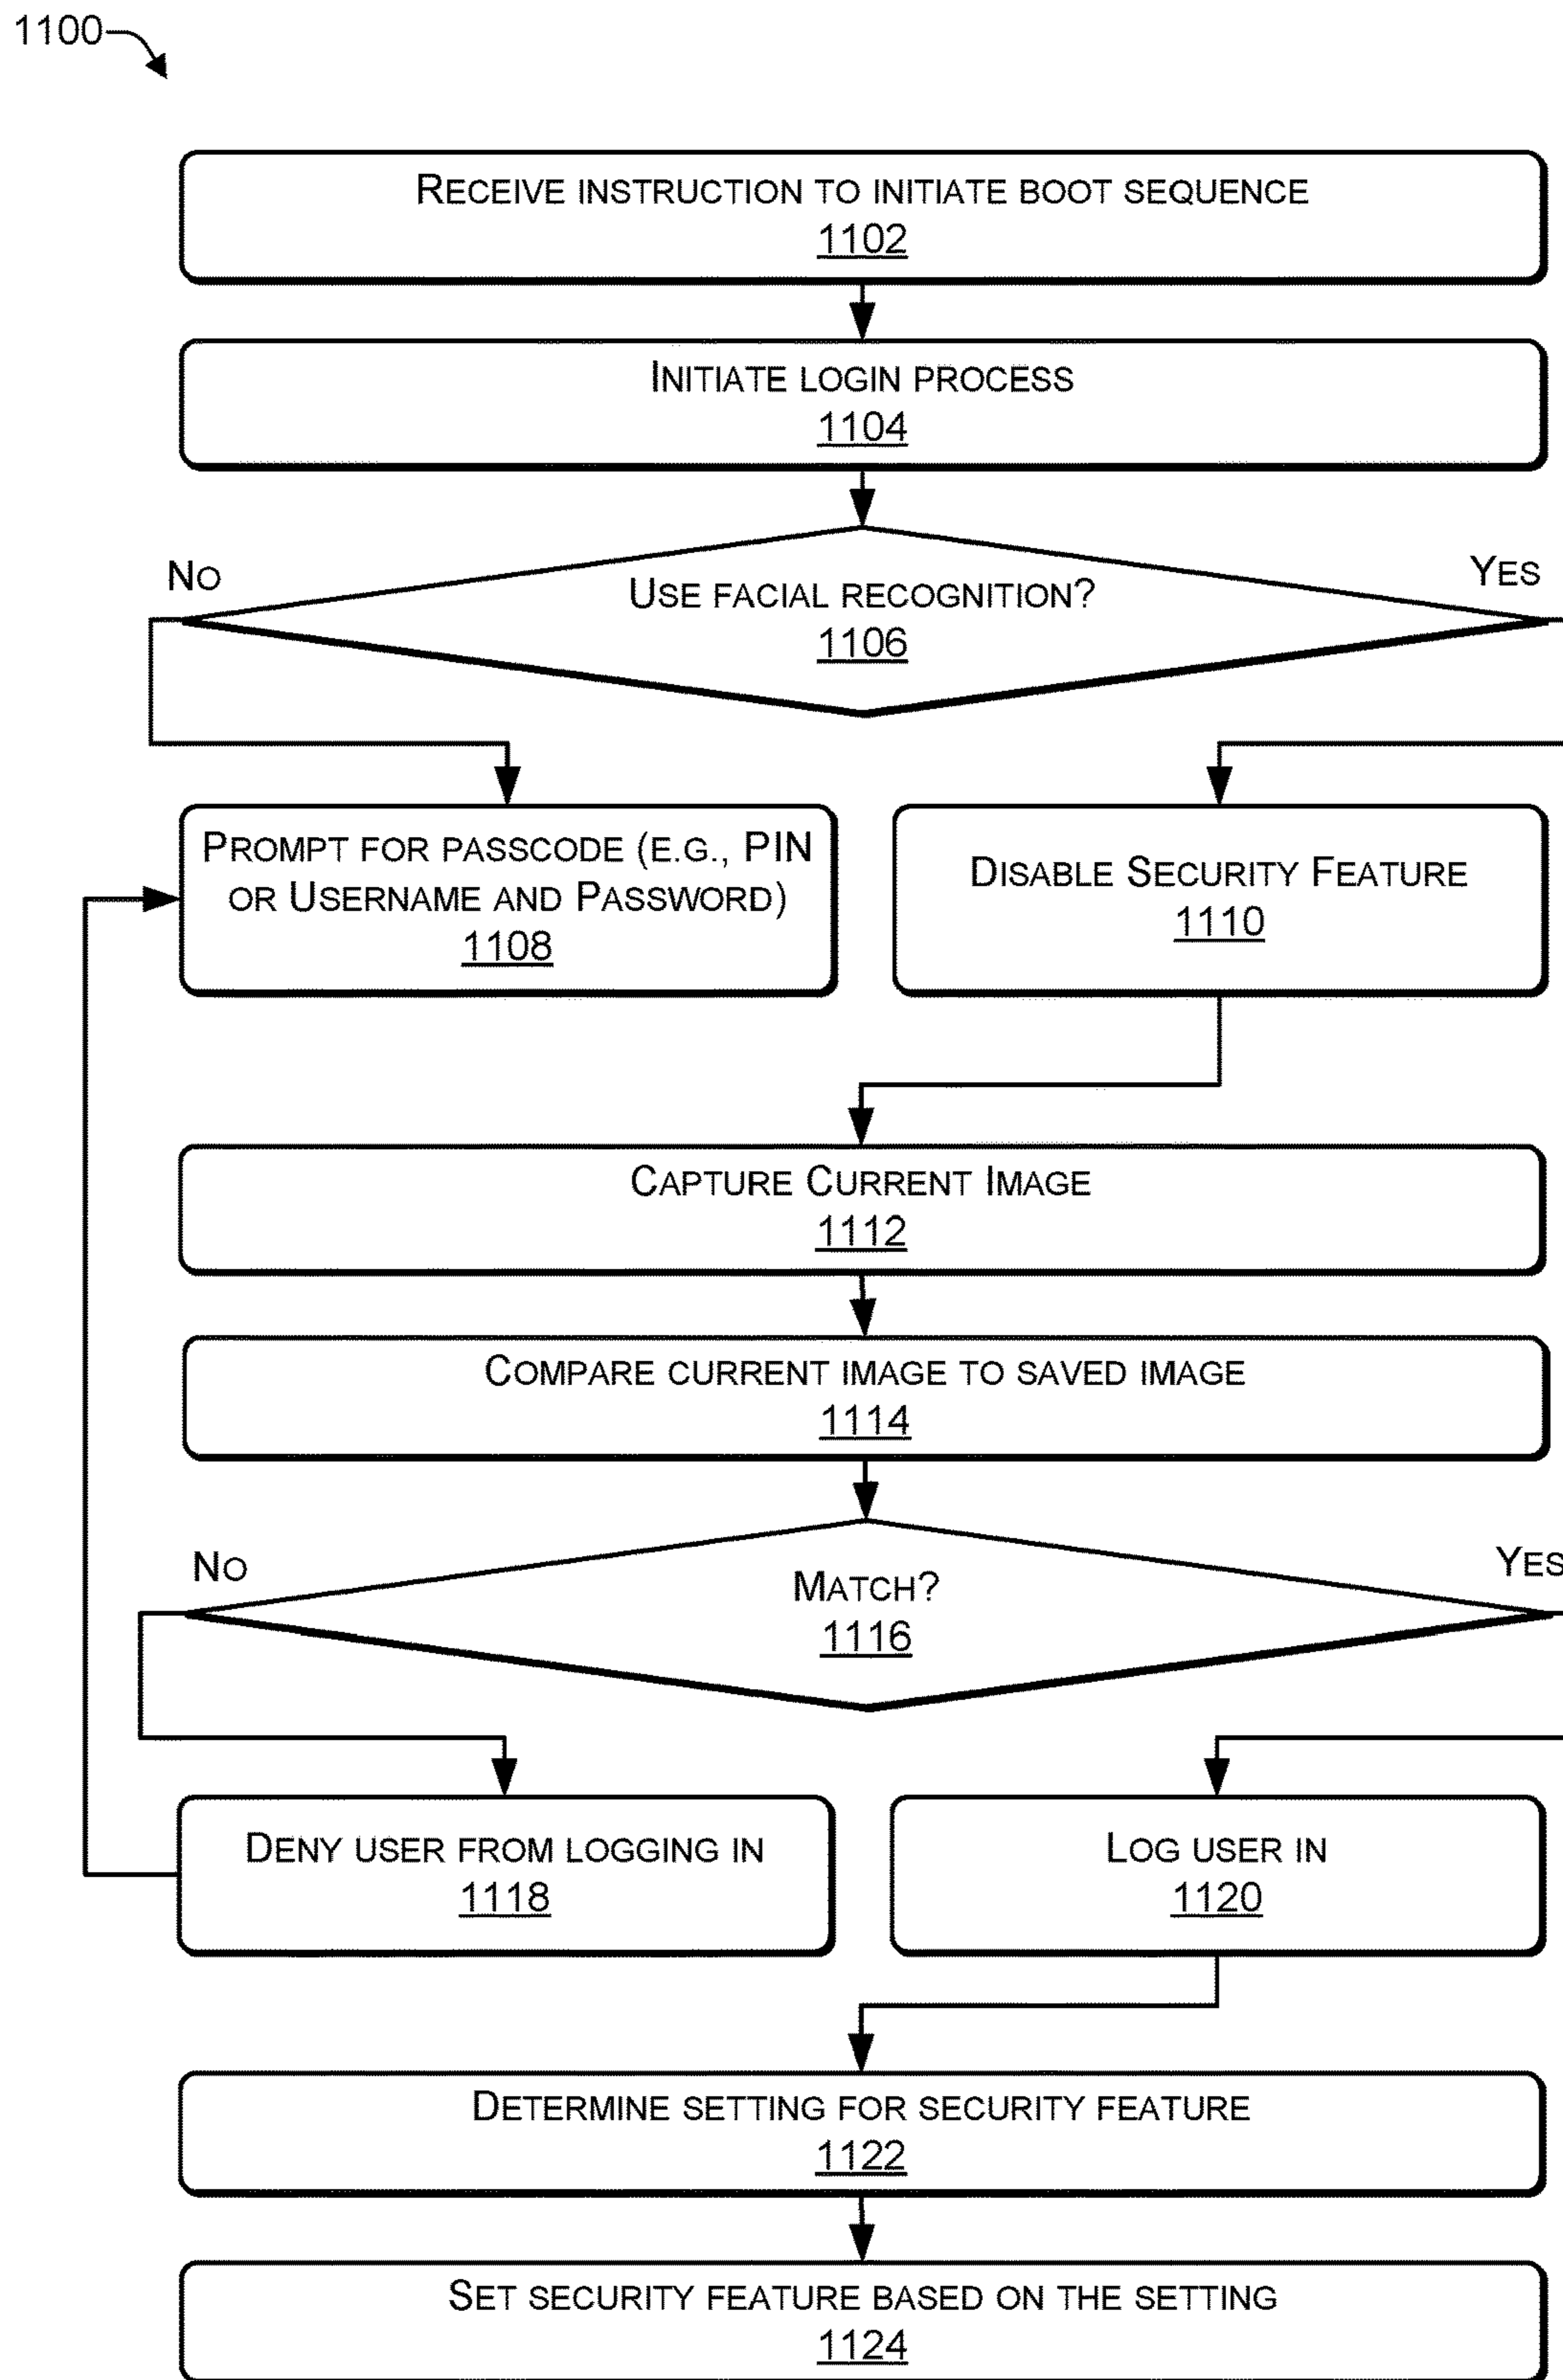 1100
RECEIVE INSTRUCTION TO INITIATE BOOT SEQUENCE
1102
INITIATE LOGIN PROCESS
1104
NO
YES
USE FACIAL RECOGNITION?
1106
PROMPT FOR PASSCODE (E.G., PIN
OR USERNAME AND PASSWORD)
1108
DISABLE SECURITY FEATURE
1110
CAPTURE CURRENT IMAGE
1112
COMPARE CURRENT IMAGE TO SAVED IMAGE
1114
NO
YES
MATCH?
1116
DENY USER FROM LOGGING IN
1118
LOG USER IN
1120
DETERMINE SETTING FOR SECURITY FEATURE
1122
SET SECURITY FEATURE BASED ON THE SETTING
1124